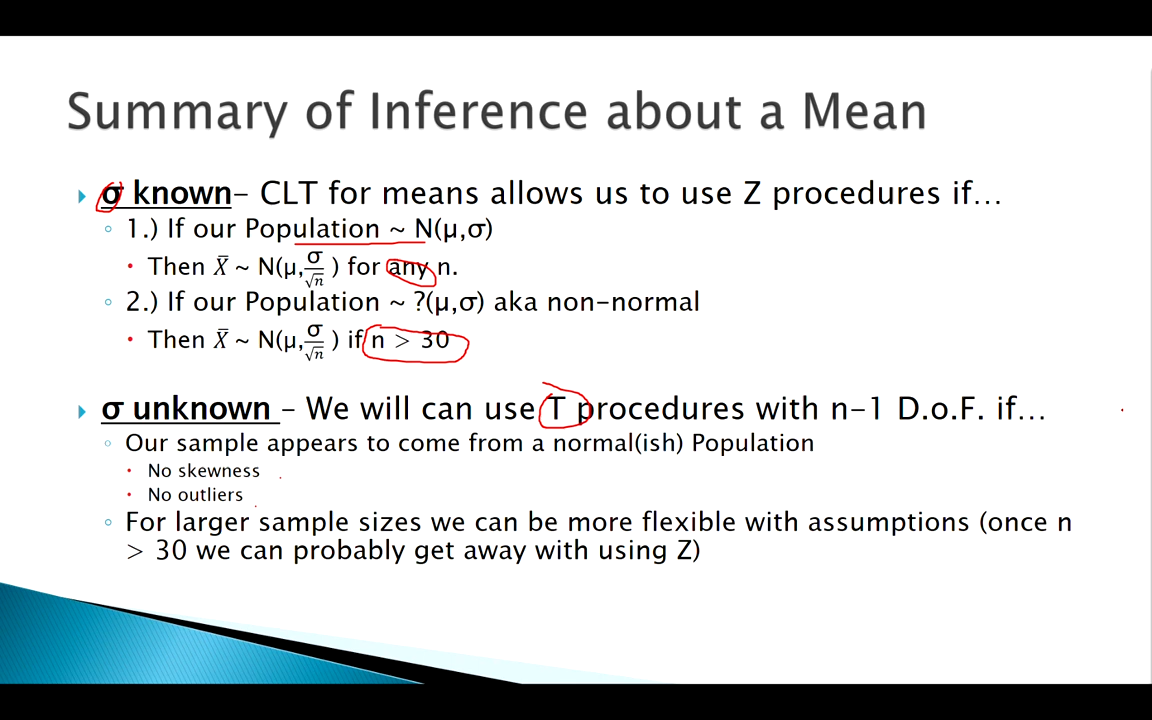 Summary of Inference about a Mean
σ known– CLT for means allows us to use Z procedures if…
1.) If our Population ~ N(μ,σ)
Then X̄ ~ N(μ,σ/√n ) for any n.
2.) If our Population ~ ?(μ,σ) aka non-normal
Then X̄ ~ N(μ,σ/√n ) if n > 30
σ unknown – We will can use T procedures with n-1 D.o.F. if…
Our sample appears to come from a normal(ish) Population
No skewness
No outliers
For larger sample sizes we can be more flexible with assumptions (once n
> 30 we can probably get away with using Z)